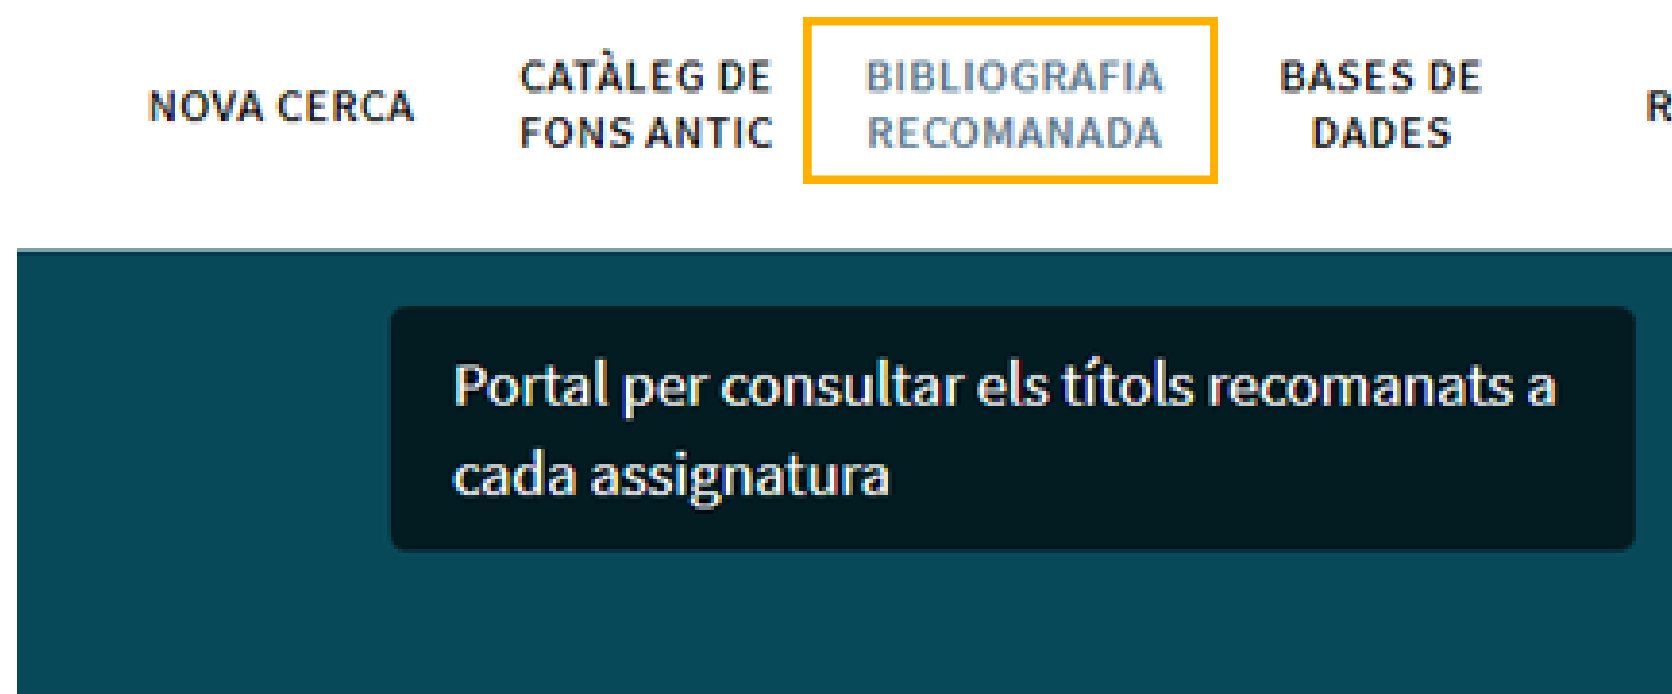 NOVA CERCA
CATÀLEG DE
FONS ANTIC
BIBLIOGRAFIA
RECOMANADA
BASES DE
DADES
Portal per consultar els títols recomanats a
cada assignatura